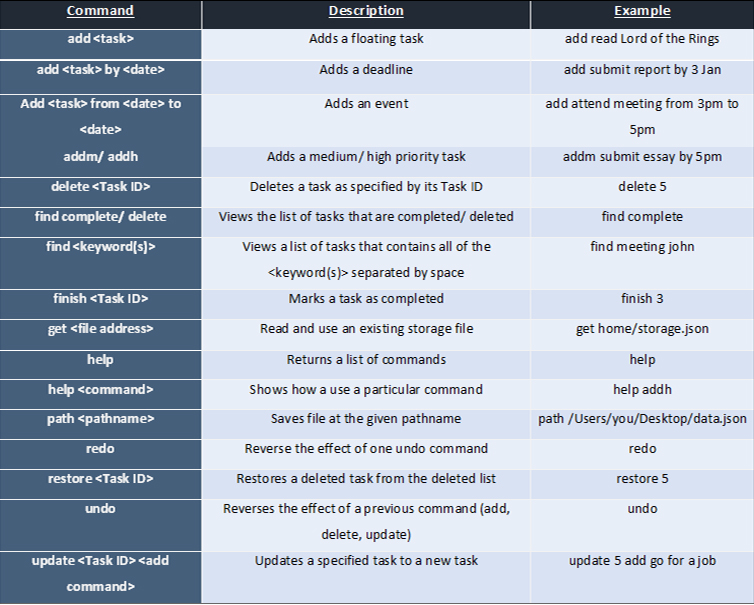 Command Description Example
add <task> Adds a floating task add read Lord of the Rings
add <task> by <date> Adds a deadline add submit report by 3 Jan
Add <task> from <date> to Adds an event add attend meeting from 3pm to
<date> 5pm
addm/ addh Adds a medium/ high priority task addm submit essay by 5pm
delete <Task ID> Deletes a task as specified by its Task ID delete 5
find complete/ delete Views the list of tasks that are completed/ deleted find complete
find <keyword(s)> Views a list of tasks that contains all of the find meeting john
<keyword(s)> separated by space
finish <Task ID> Marks a task as completed finish 3
get <file address> Read and use an existing storage file get home/storage.json
help Returns a list of commands help
help <command> Shows how a use a particular command help addh
path <pathname> Saves file at the given pathname path /Users/you/Desktop/data.json
redo Reverse the effect of one undo command redo
restore <Task ID> Restores a deleted task from the deleted list restore 5
undo Reverses the effect of a previous command (add, undo
delete, update)
update <Task ID> <add Updates a specified task to a new task update 5 add go for a job
command>